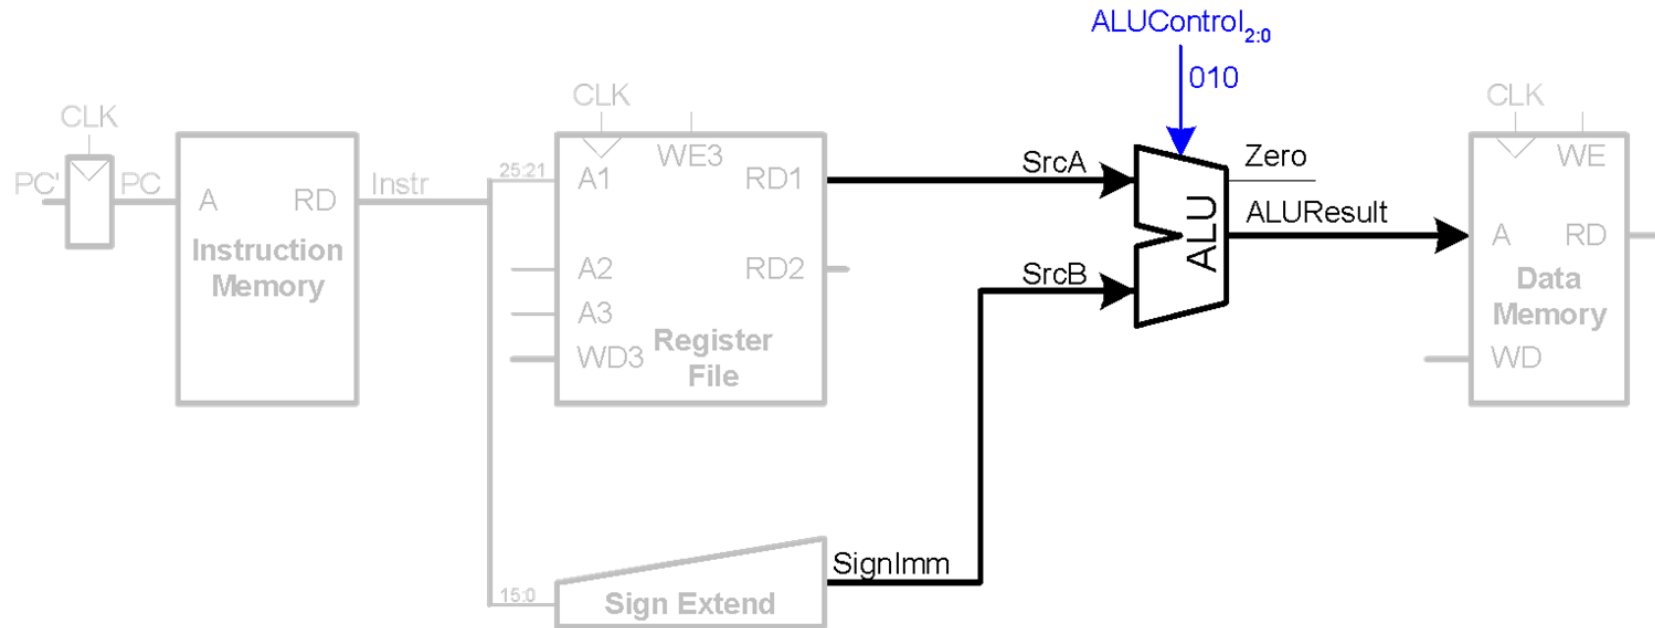 ALUControl2:0
010
CLK
PC'
PC
A
RD
Instruction
Memory
Instr
25:21
CLK
WE3
A1
RD1
A2
RD2
A3
WD3
Register
File
SrcA
SrcB
ALU
Zero
ALUResult
CLK
WE
A
RD
Data
Memory
WD
15:0
Sign Extend
SignImm